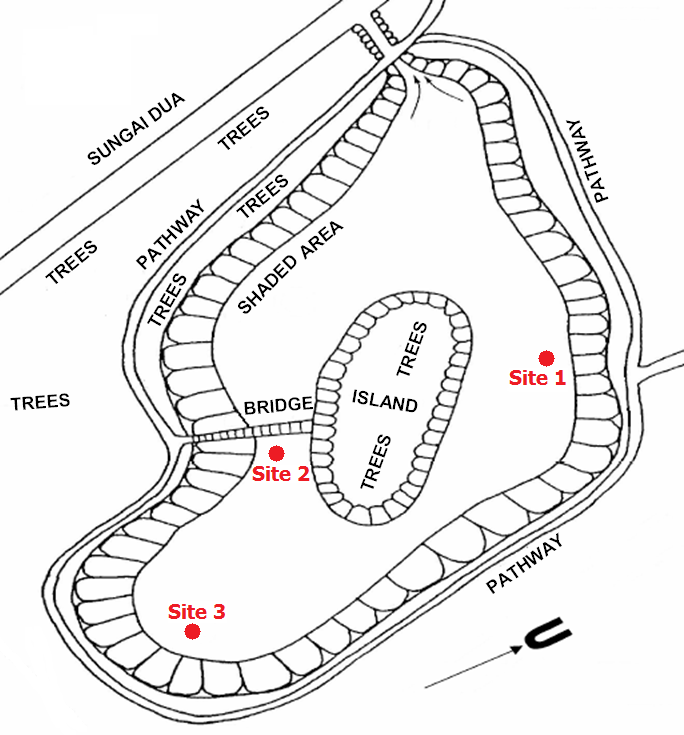 SUNGAI DUA
TREES
PATHWAY
TREES
PATHWAY
TREES
SHADED AREA
TREES
TREES
TREES
Site 1
TREES
BRIDGE
ISLAND
TREES
Site 2
PATHWAY
Site 3